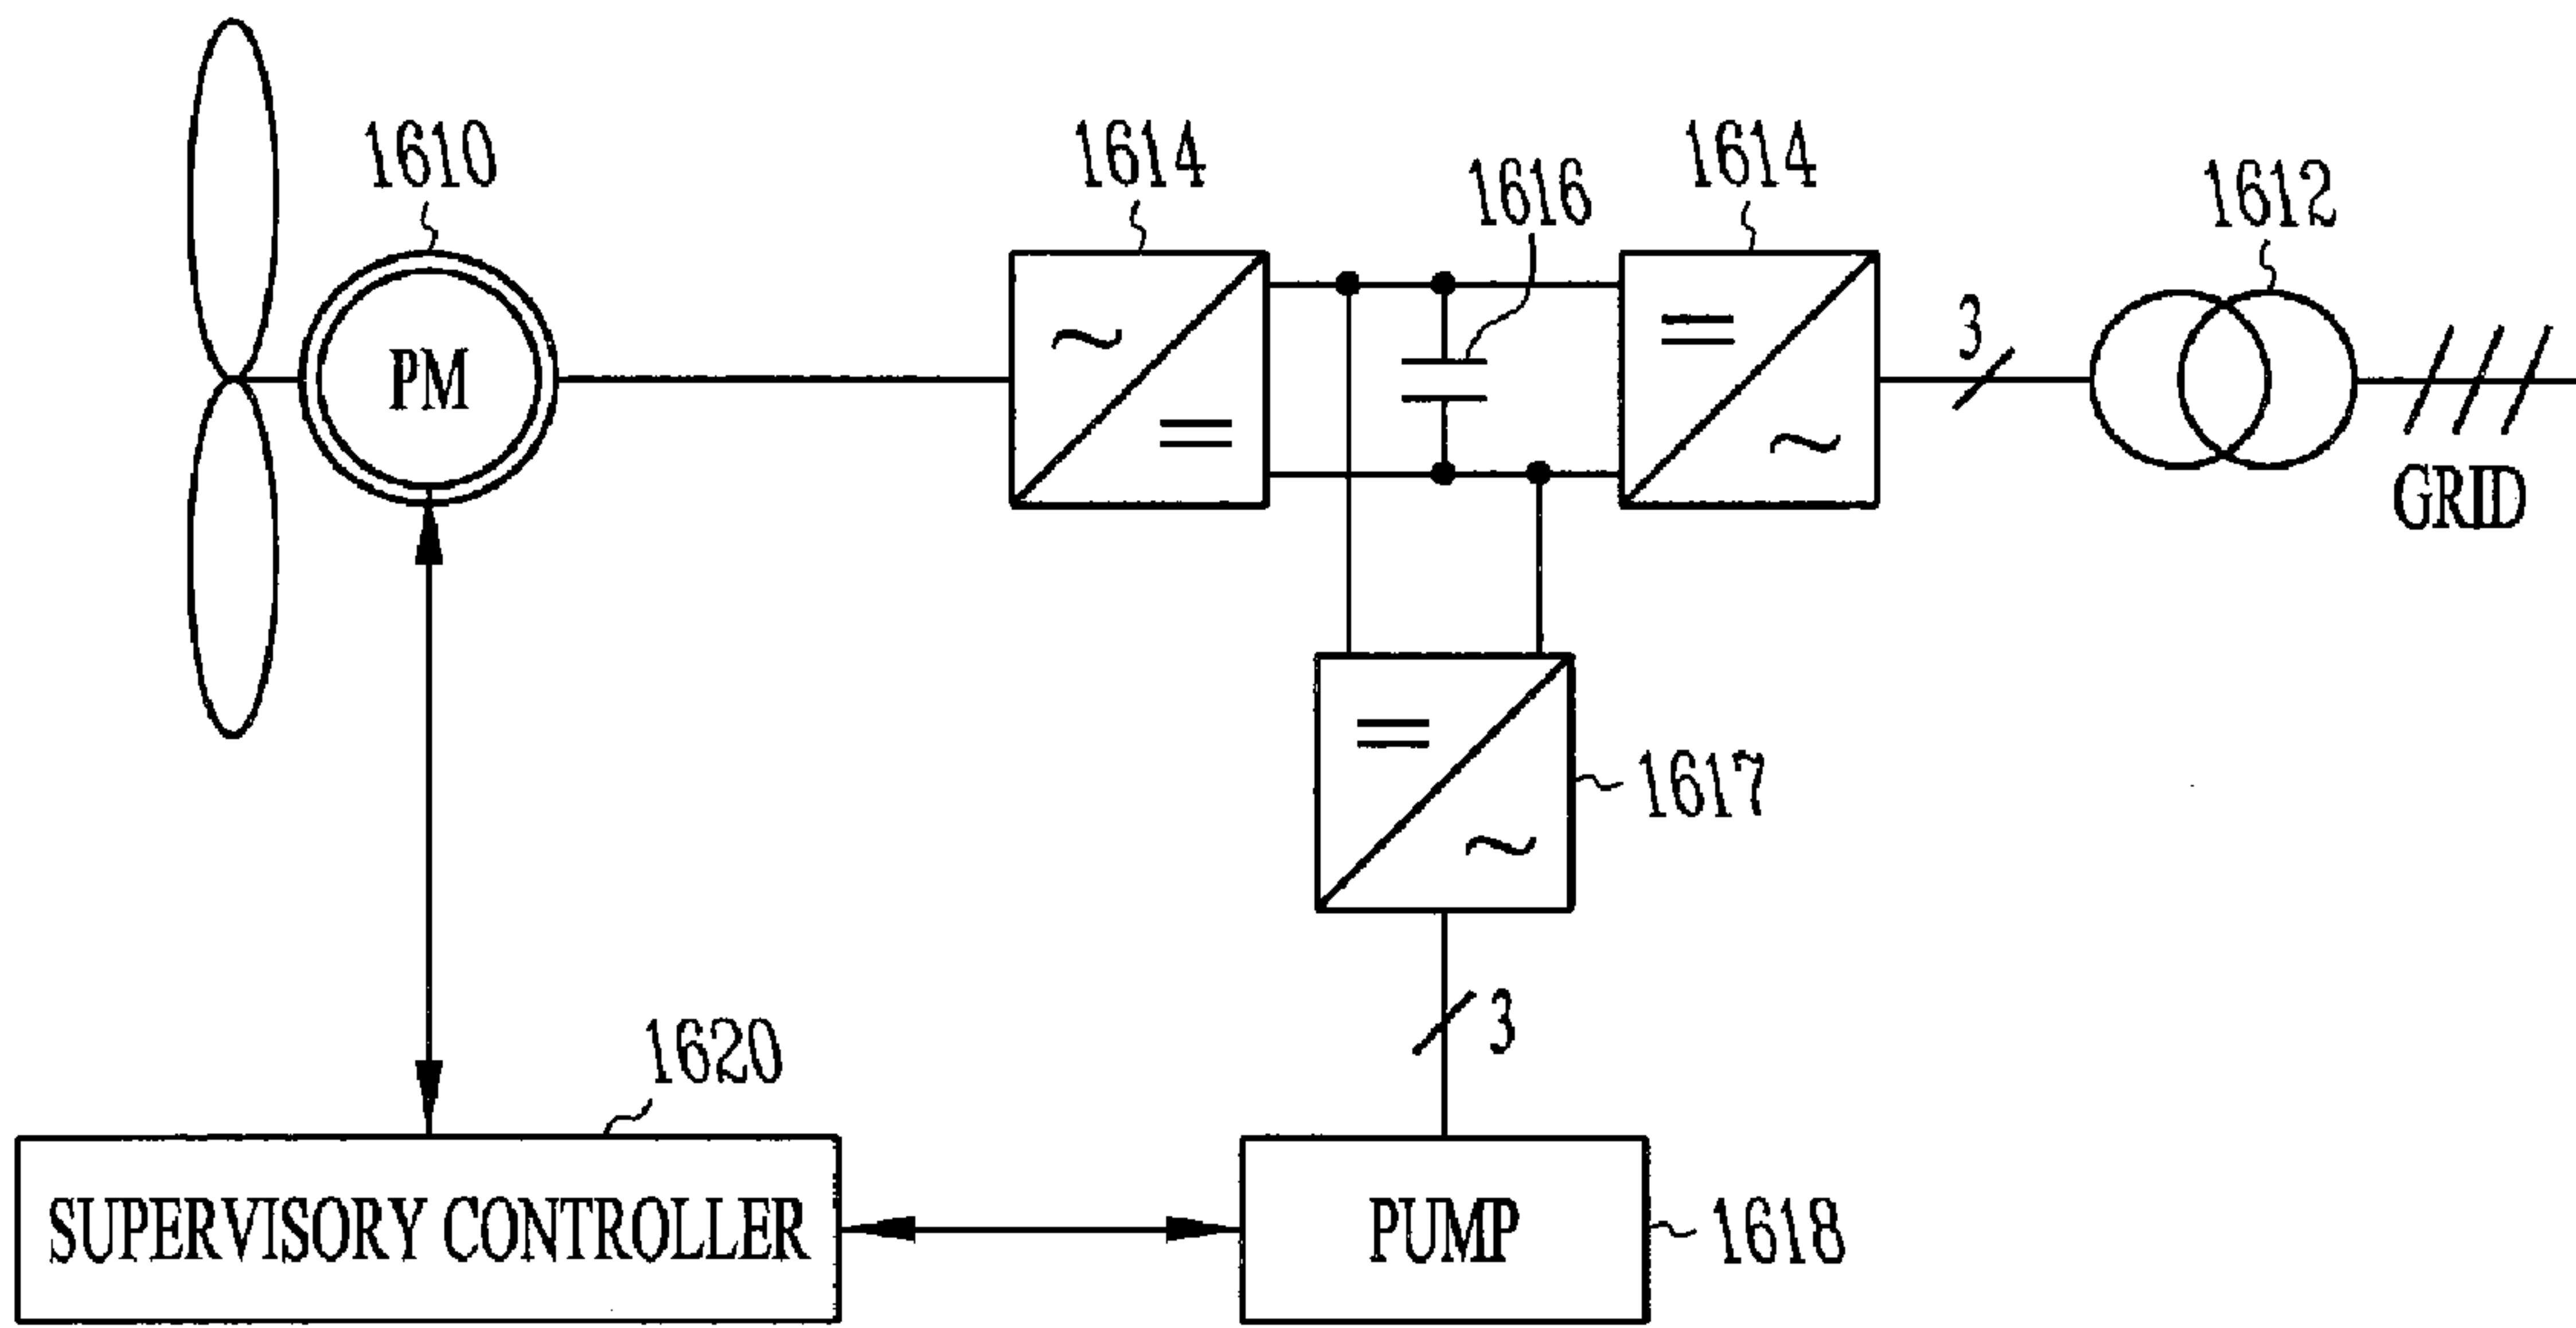 1610
1614
1616
1614
1612
PM
3
GRID
1617
3
1620
SUPERVISORY CONTROLLER
PUMP
1618